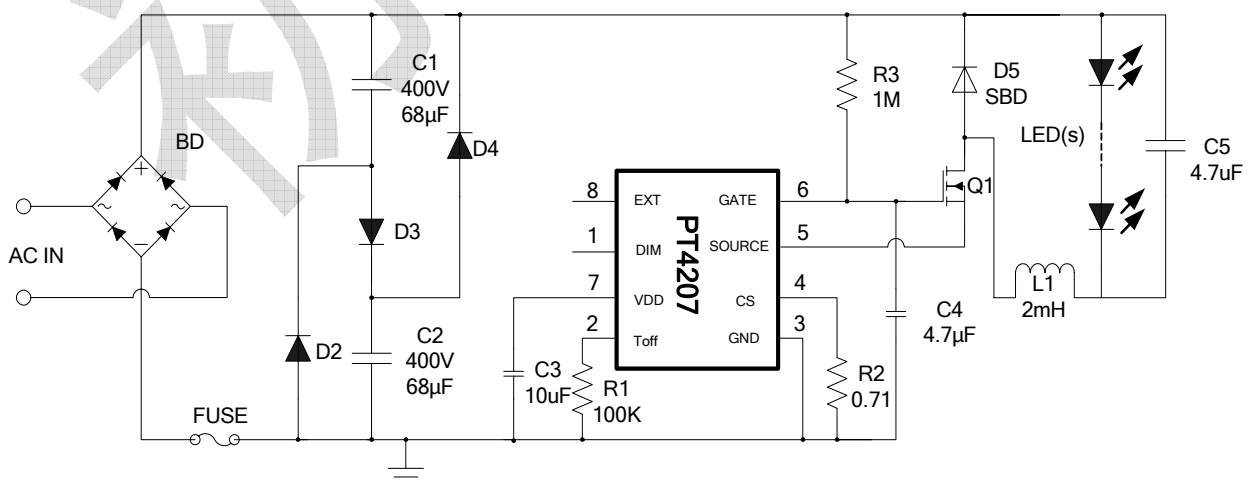 C1
400V
68µF
BD
D4
R3
1M
D5
SBD
LED(s)
C5
4.7uF
AC IN
D3
D2
C2
400V
68µF
FUSE
8
EXT
1
DIM
7
VDD
2
Toff
PT4207
GATE
6
SOURCE
5
CS
4
GND
3
Q1
L1
2mH
C4
4.7µF
C3
10uF
R1
100K
R2
0.71